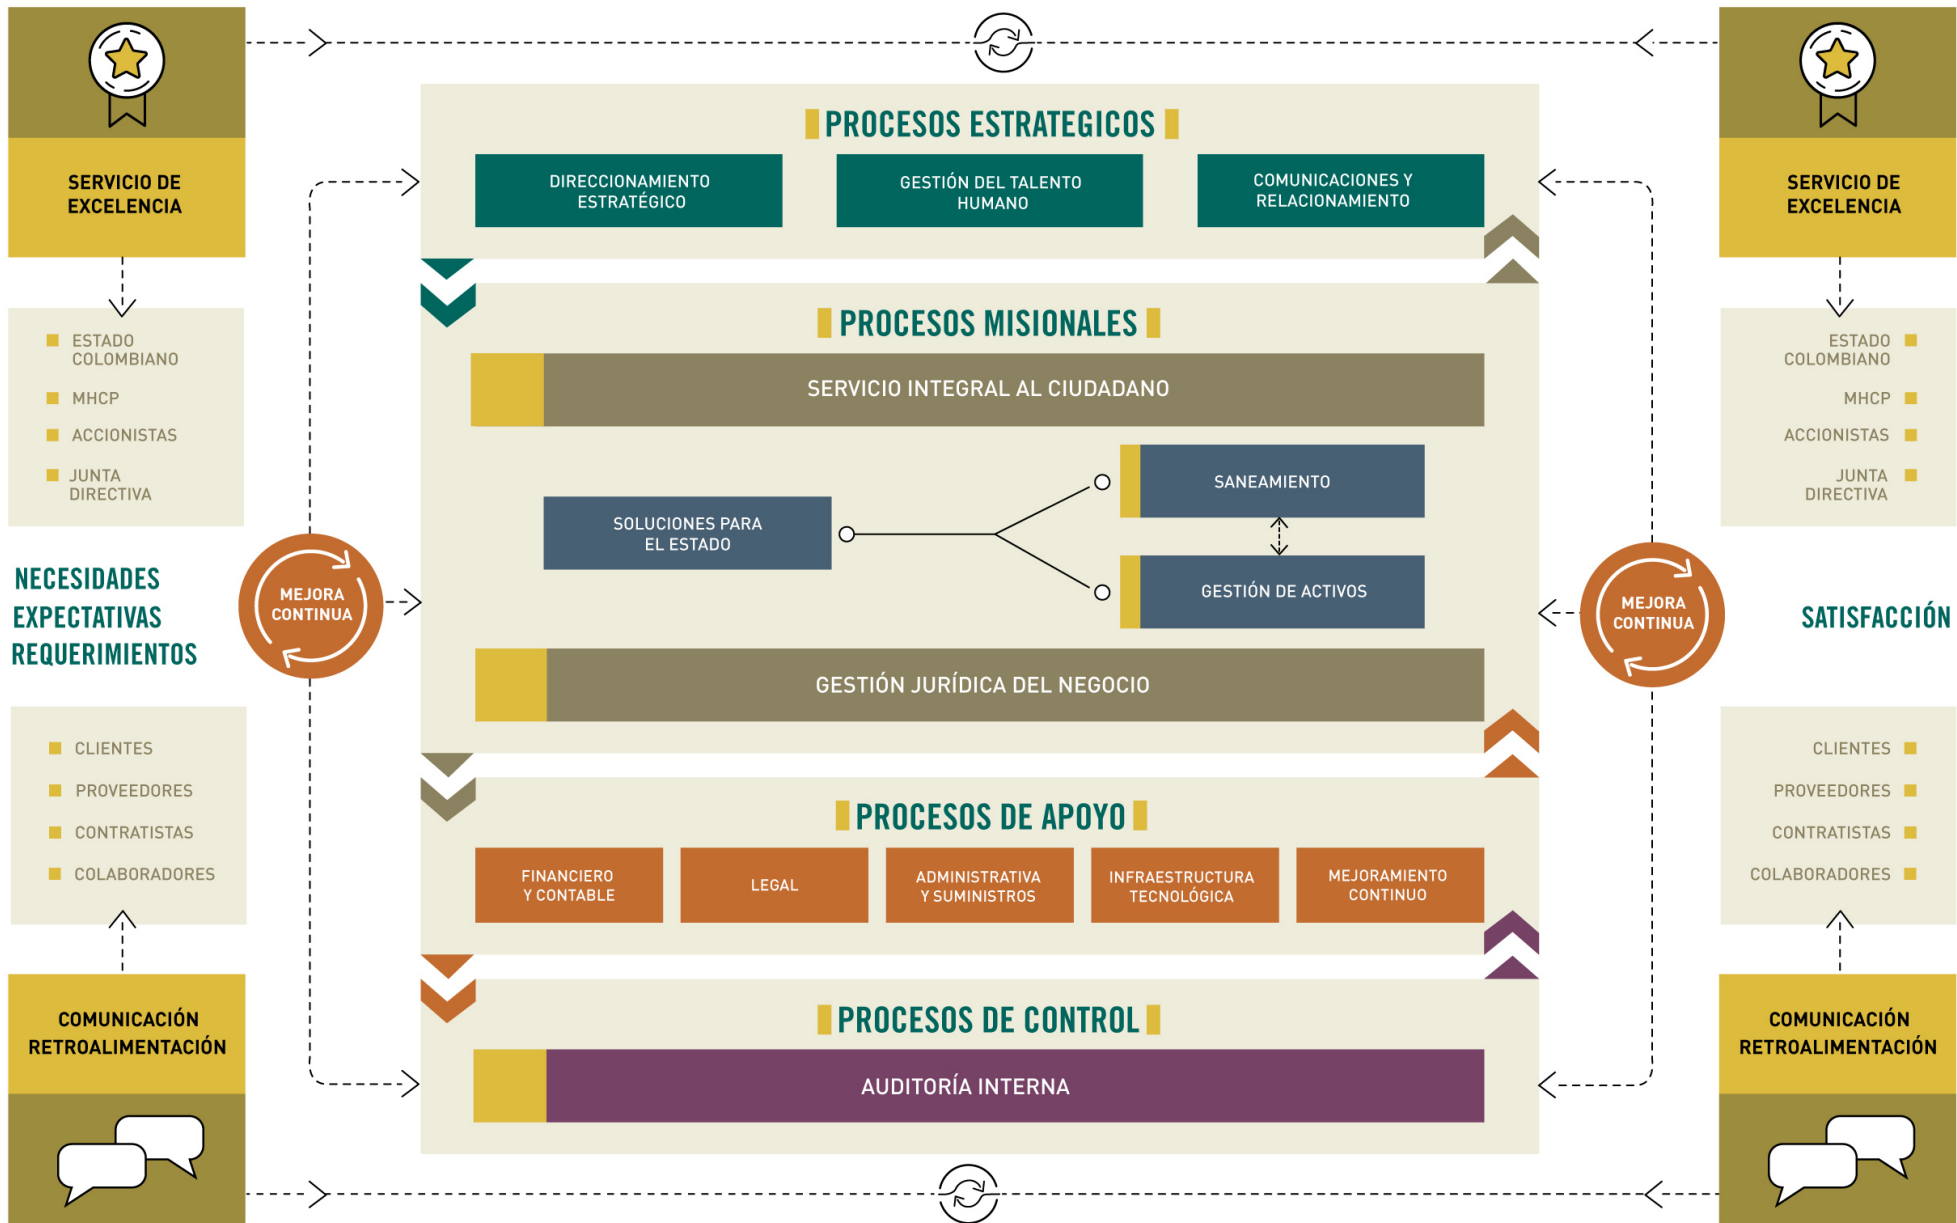 SERVICIO DE
EXCELENCIA
ESTADO
COLOMBIANO
MHCP
ACCIONISTAS
JUNTA
DIRECTIVA
NECESIDADES
EXPECTATIVAS
REQUERIMIENTOS
CLIENTES
PROVEEDORES
CONTRATISTAS
COLABORADORES
COMUNICACIÓN
RETROALIMENTACIÓN
MEJORA
CONTINUA
PROCESOS ESTRATEGICOS
DIRECCIONAMIENTO
ESTRATÉGICO
GESTIÓN DEL TALENTO
HUMANO
COMUNICACIONES Y
RELACIONAMIENTO
PROCESOS MISIONALES
SERVICIO INTEGRAL AL CIUDADANO
SOLUCIONES PARA
EL ESTADO
SANEAMIENTO
GESTIÓN DE ACTIVOS
GESTIÓN JURÍDICA DEL NEGOCIO
PROCESOS DE APOYO
FINANCIERO
Y CONTABLE
LEGAL
ADMINISTRATIVA
Y SUMINISTROS
INFRAESTRUCTURA
TECNOLÓGICA
MEJORAMIENTO
CONTINUO
PROCESOS DE CONTROL
AUDITORÍA INTERNA
MEJORA
CONTINUA
SERVICIO DE
EXCELENCIA
ESTADO
COLOMBIANO
MHCP
ACCIONISTAS
JUNTA
DIRECTIVA
SATISFACCIÓN
CLIENTES
PROVEEDORES
CONTRATISTAS
COLABORADORES
COMUNICACIÓN
RETROALIMENTACIÓN